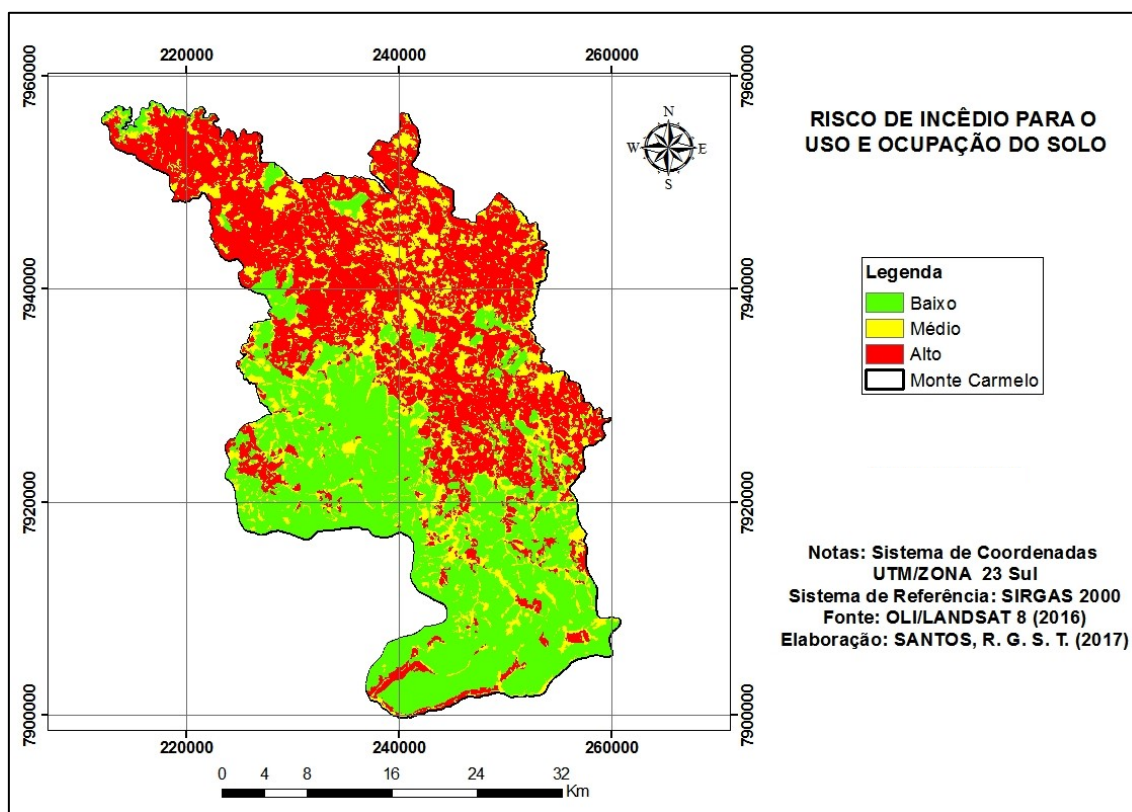 220000 240000 260000
7960000 7960000
RISCO DE INCÊDIO PARA O
USO E OCUPAÇÃO DO SOLO
N
W E
S
Legenda
Baixo
Médio
Alto
Monte Carmelo
7940000 7940000
7920000 7920000
Notas: Sistema de Coordenadas
UTM/ZONA 23 Sul
Sistema de Referência: SIRGAS 2000
Fonte: OLI/LANDSAT 8 (2016)
Elaboração: SANTOS, R. G. S. T. (2017)
7900000 7900000
220000 240000 260000
0 4 8 16 24 32
Km